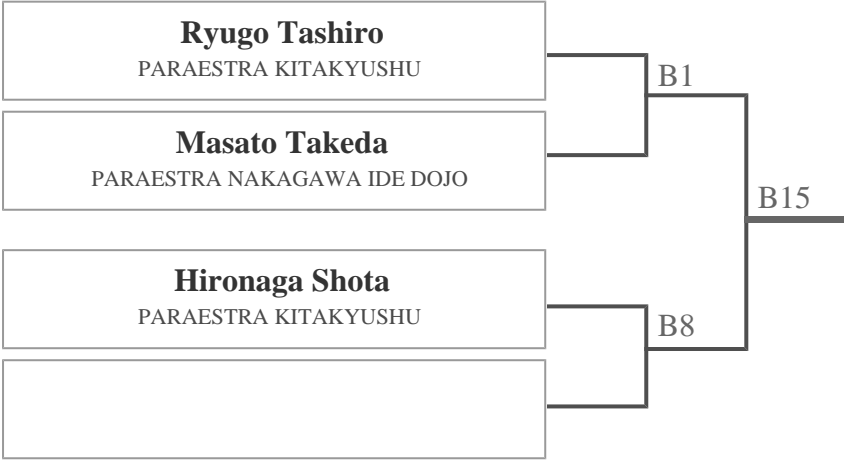 Ryugo Tashiro
PARAESTRA KITAKYUSHU
B1
Masato Takeda
PARAESTRA NAKAGAWA IDE DOJO
B15
Hironaga Shota
PARAESTRA KITAKYUSHU
B8